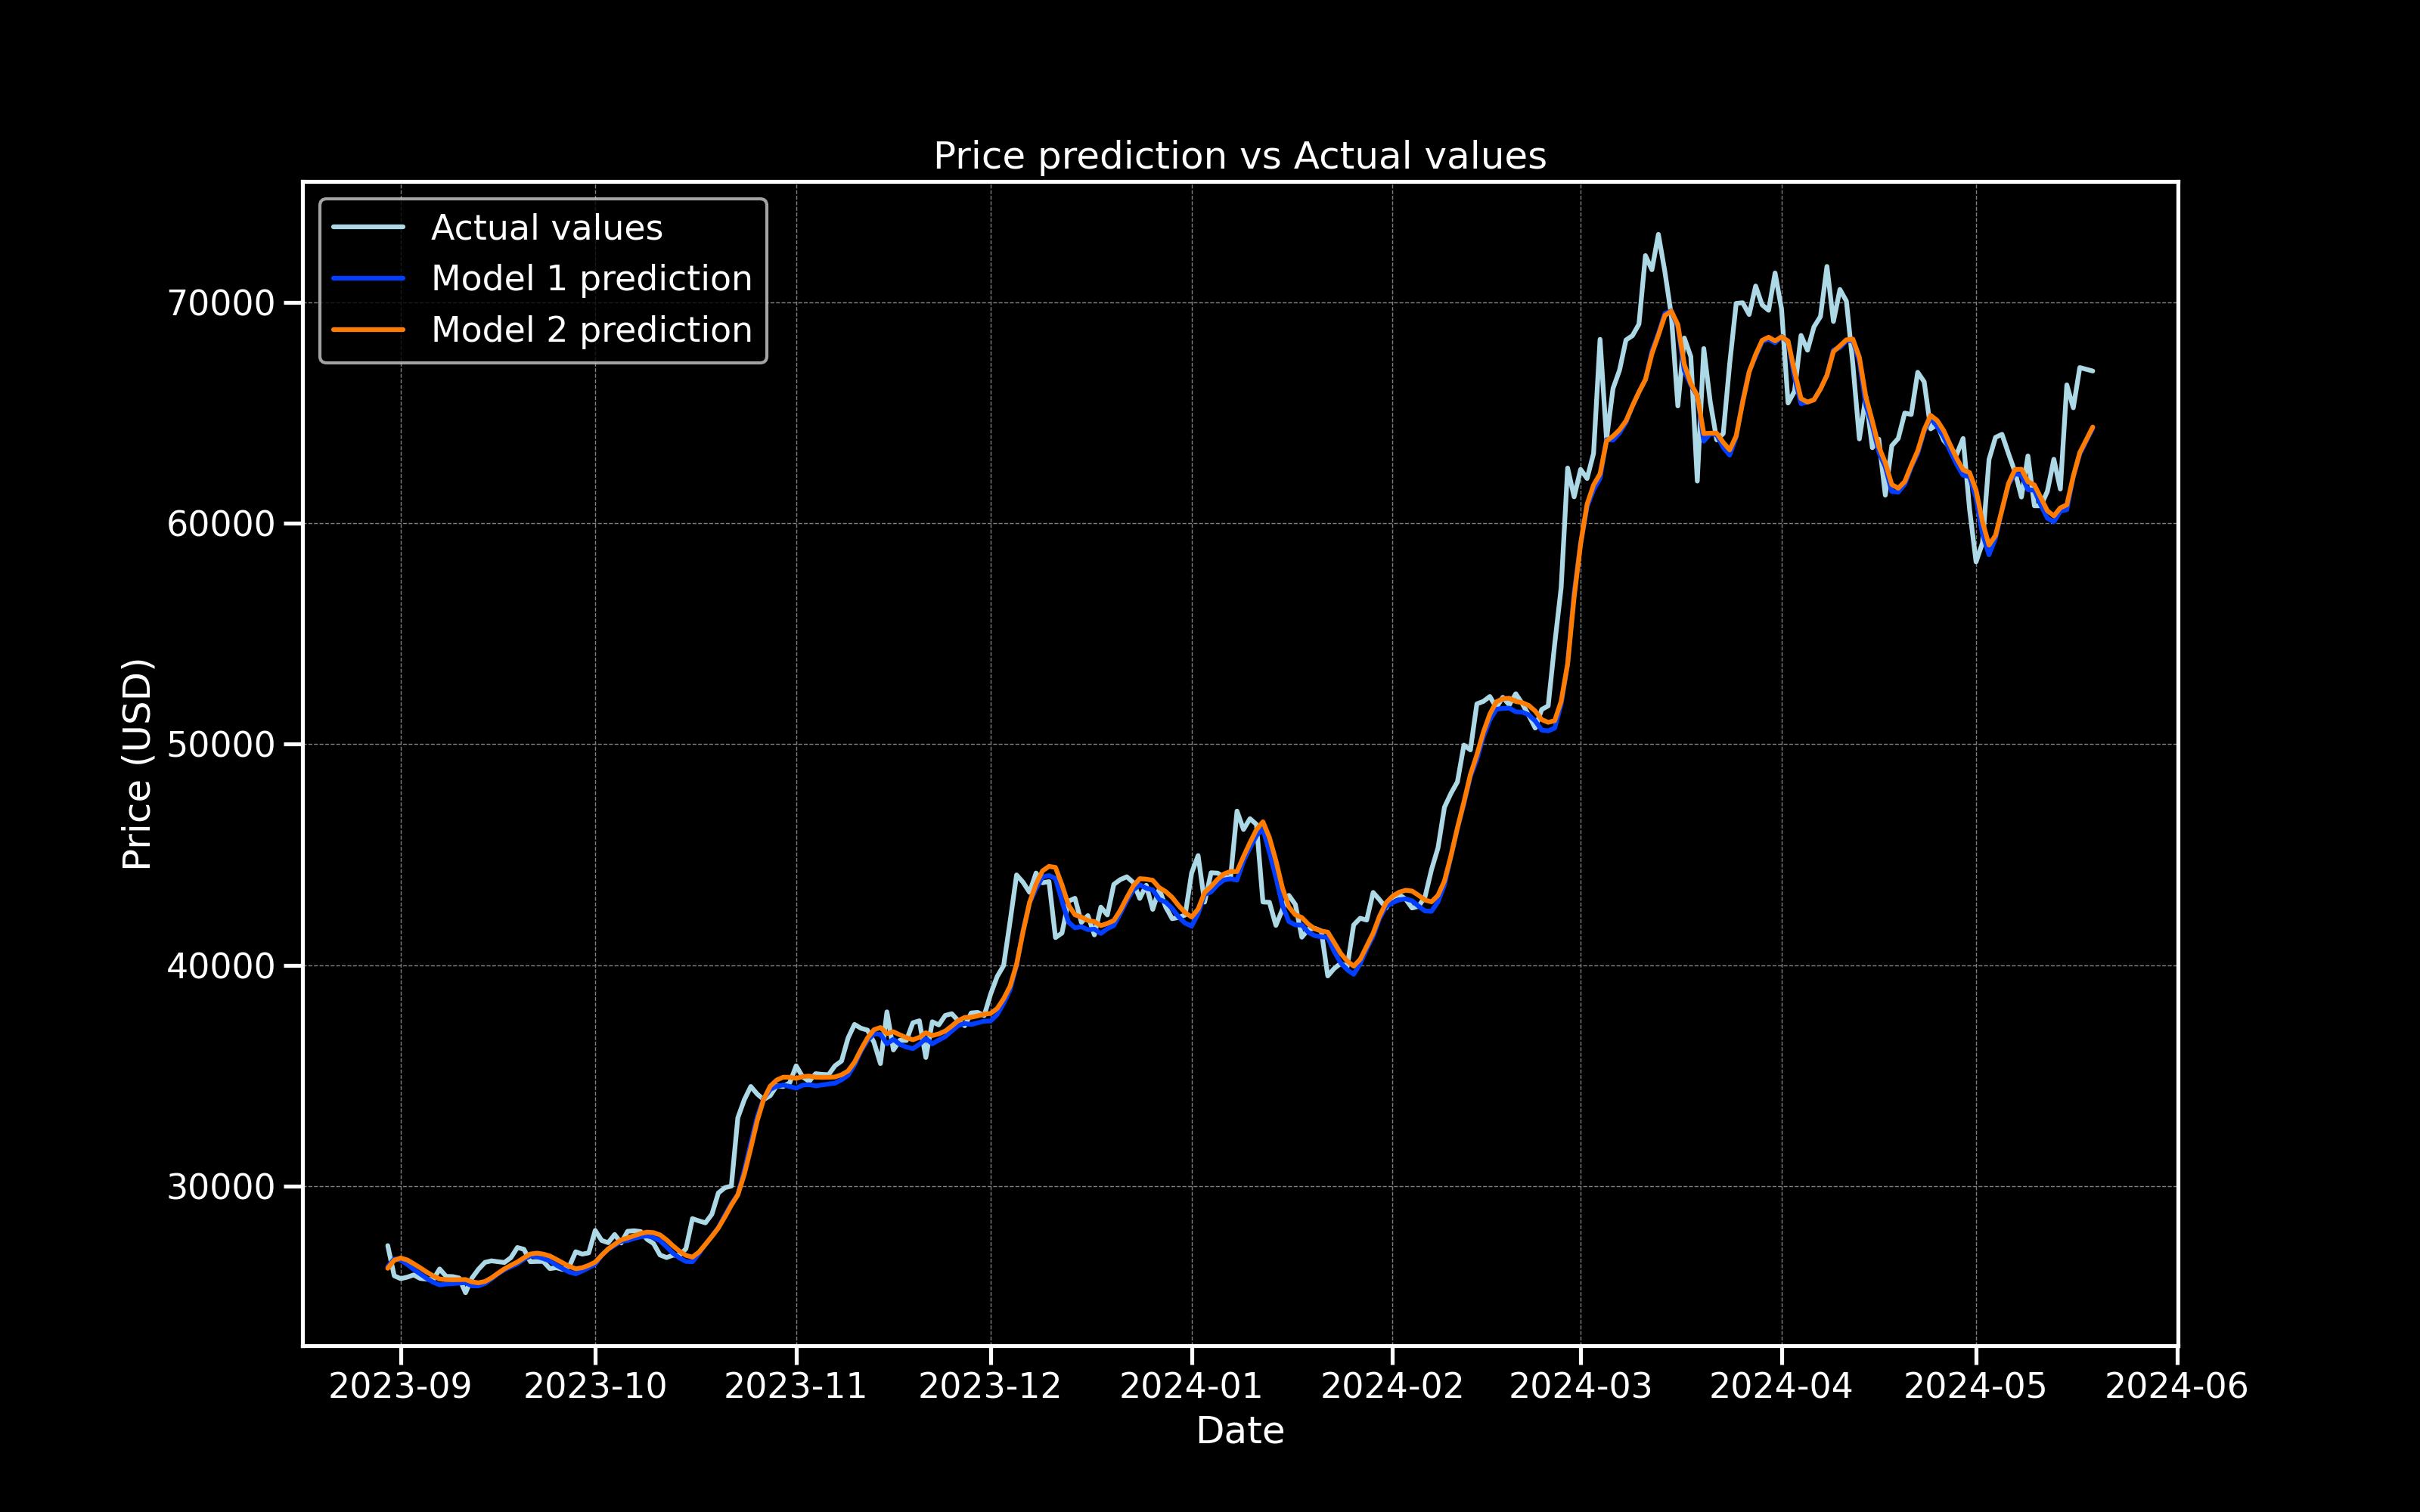 Price prediction vs Actual values
Actual values
Model 1 prediction
Model 2 prediction
70000
60000
50000
40000
30000
Price (USD)
2023-09 2023-10 2023-11 2023-12 2024-01 2024-02 2024-03 2024-04 2024-05 2024-06
Date